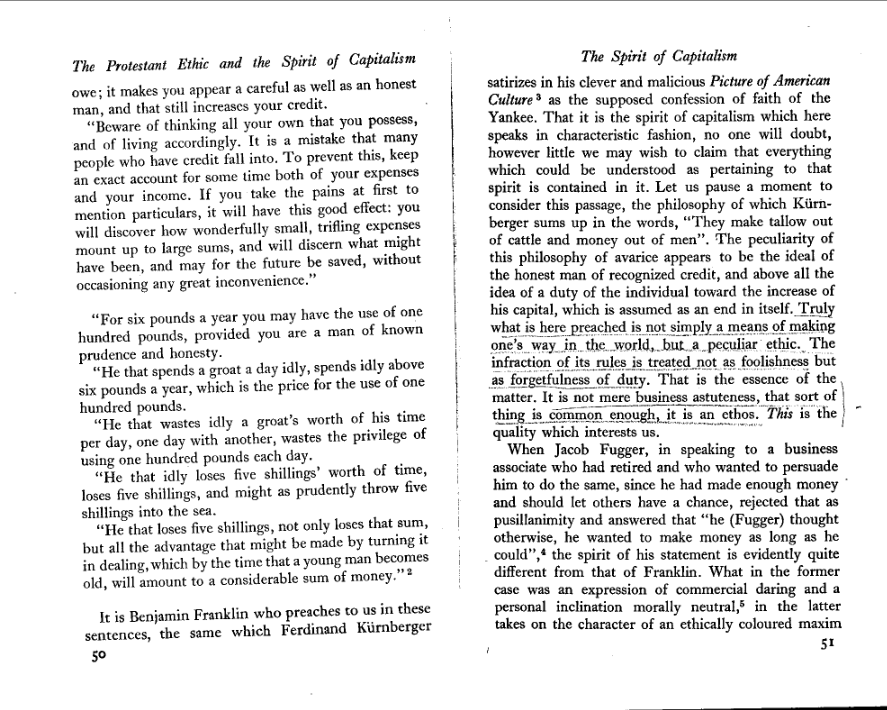 The Protestant Ethic and the Spirit of Capitalism
owe; it makes you appear a careful as well as an honest
man, and that still increases your credit.
“Beware of thinking all your own that you possess,
and of living accordingly. It is a mistake that many
people who have credit fall into. To prevent this, keep
an exact account for some time both of your expenses
and your income. If you take the pains at first to
mention particulars, it will have this good effect: you
will discover how wonderfully small, trifling expenses
mount up to large sums, and will discern what might
have been, and may for the future be saved, without
occasioning any great inconvenience.”
“For six pounds a year you may have the use of one
hundred pounds, provided you are a man of known
prudence and honesty.
“He that spends a groat a day idly, spends idly above
six pounds a year, which is the price for the use of one
hundred pounds.
“He that wastes idly a groat’s worth of his time
per day, one day with another, wastes the privilege of
using one hundred pounds each day.
“He that idly loses five shillings’ worth of time,
loses five shillings, and might as prudently throw five
shillings into the sea.
“He that loses five shillings, not only loses that sum,
but all the advantage that might be made by turning it
in dealing, which by the time that a young man becomes
old, will amount to a considerable sum of money.” 2
It is Benjamin Franklin who preaches to us in these
sentences, the same which Ferdinand Kürnberger
50
The Spirit of Capitalism
satirizes in his clever and malicious Picture of American
Culture 3 as the supposed confession of faith of the
Yankee. That it is the spirit of capitalism which here
speaks in characteristic fashion, no one will doubt,
however little we may wish to claim that everything
which could be understood as pertaining to that
spirit is contained in it. Let us pause a moment to
consider this passage, the philosophy of which Kürn-
berger sums up in the words, “They make tallow out
of cattle and money out of men”. The peculiarity of
this philosophy of avarice appears to be the ideal of
the honest man of recognized credit, and above all the
idea of a duty of the individual toward the increase of
his capital, which is assumed as an end in itself. Truly
what is here preached is not simply a means of making
one’s way in the world, but a peculiar ethic. The
infraction of its rules is treated not as foolishness but
as forgetfulness of duty. That is the essence of the
matter. It is not mere business astuteness, that sort of
thing is common enough, it is an ethos. This is the
quality which interests us.
When Jacob Fugger, in speaking to a business
associate who had retired and who wanted to persuade
him to do the same, since he had made enough money
and should let others have a chance, rejected that as
pusillanimity and answered that “he (Fugger) thought
otherwise, he wanted to make money as long as he
could”,4 the spirit of his statement is evidently quite
different from that of Franklin. What in the former
case was an expression of commercial daring and a
personal inclination morally neutral,5 in the latter
takes on the character of an ethically coloured maxim
51